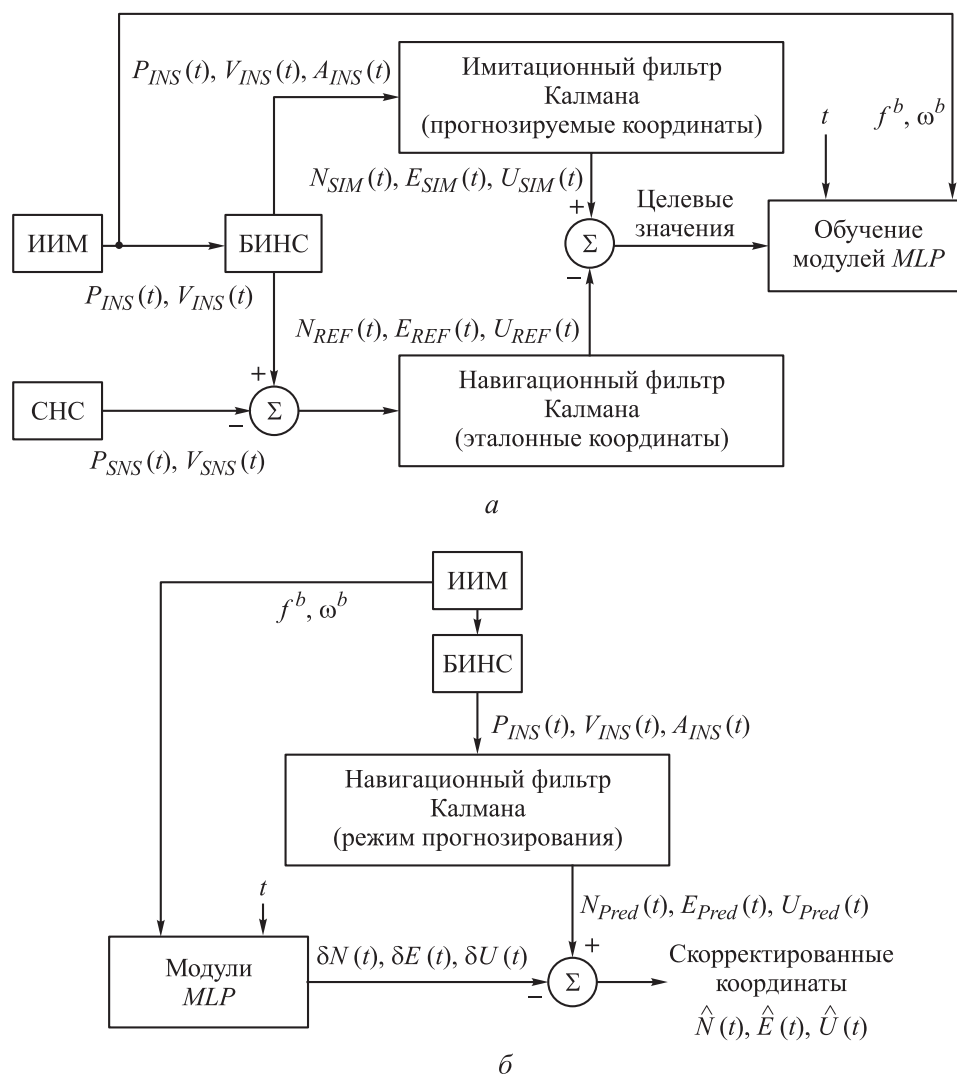 P_INS(t), V_INS(t), A_INS(t)
Имитационный фильтр
Калмана
(прогнозируемые координаты)
t
f^b, ω^b
N_SIM(t), E_SIM(t), U_SIM(t)
+
Целевые
значения
ИИМ
БИНС
Σ
Обучение
модулей MLP
−
P_INS(t), V_INS(t)
N_REF(t), E_REF(t), U_REF(t)
+
СНС
Σ
−
Навигационный фильтр
Калмана
(эталонные координаты)
P_SNS(t), V_SNS(t)
а
ИИМ
f^b, ω^b
БИНС
P_INS(t), V_INS(t), A_INS(t)
Навигационный фильтр
Калмана
(режим прогнозирования)
t
N_Pred(t), E_Pred(t), U_Pred(t)
Модули
MLP
δN(t), δE(t), δU(t)
+
−
Σ
Скорректированные
координаты
N̂(t), Ê(t), Û(t)
б